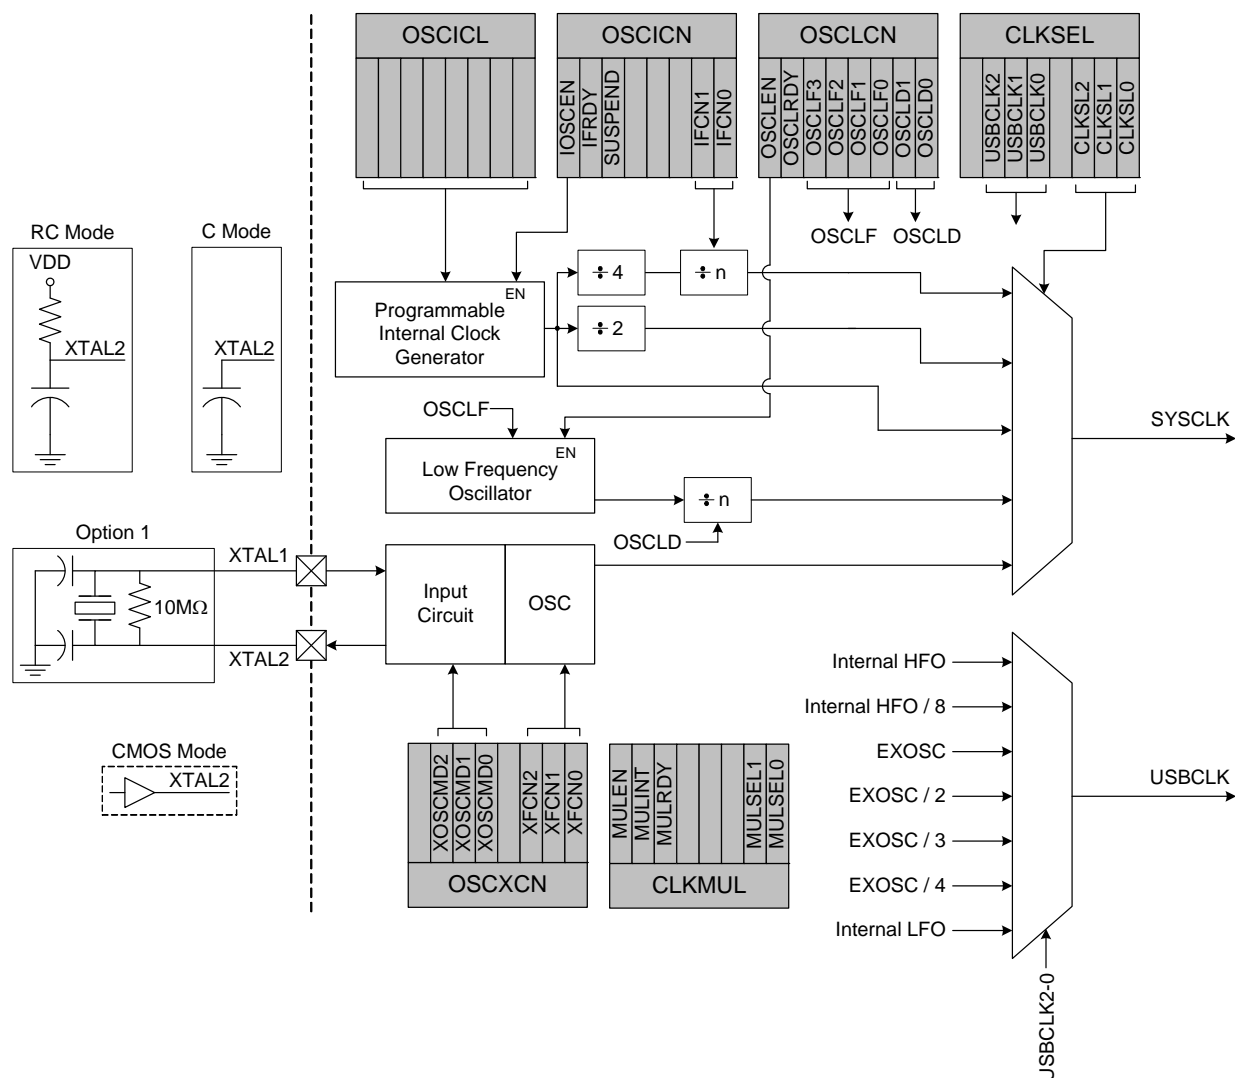 OSCICL
OSCICN
IOSCEN
IFRDY
SUSPEND
IFCN1
IFCN0
OSCLCN
OSCLEN
OSCLRDY
OSCLF3
OSCLF2
OSCLF1
OSCLF0
OSCLD1
OSCLD0
CLKSEL
USBCLK2
USBCLK1
USBCLK0
CLKSL2
CLKSL1
CLKSL0
OSCLF
OSCLD
RC Mode
VDD
XTAL2
C Mode
XTAL2
EN
Programmable
Internal Clock
Generator
÷ 4
÷ n
÷ 2
OSCLF
EN
Low Frequency
Oscillator
÷ n
OSCLD
SYSCLK
Option 1
10MΩ
XTAL1
XTAL2
Input
Circuit
OSC
CMOS Mode
XTAL2
XOSCMD2
XOSCMD1
XOSCMD0
XFCN2
XFCN1
XFCN0
OSCXCN
MULEN
MULINT
MULRDY
MULSEL1
MULSEL0
CLKMUL
Internal HFO
Internal HFO / 8
EXOSC
EXOSC / 2
EXOSC / 3
EXOSC / 4
Internal LFO
USBCLK
USBCLK2-0